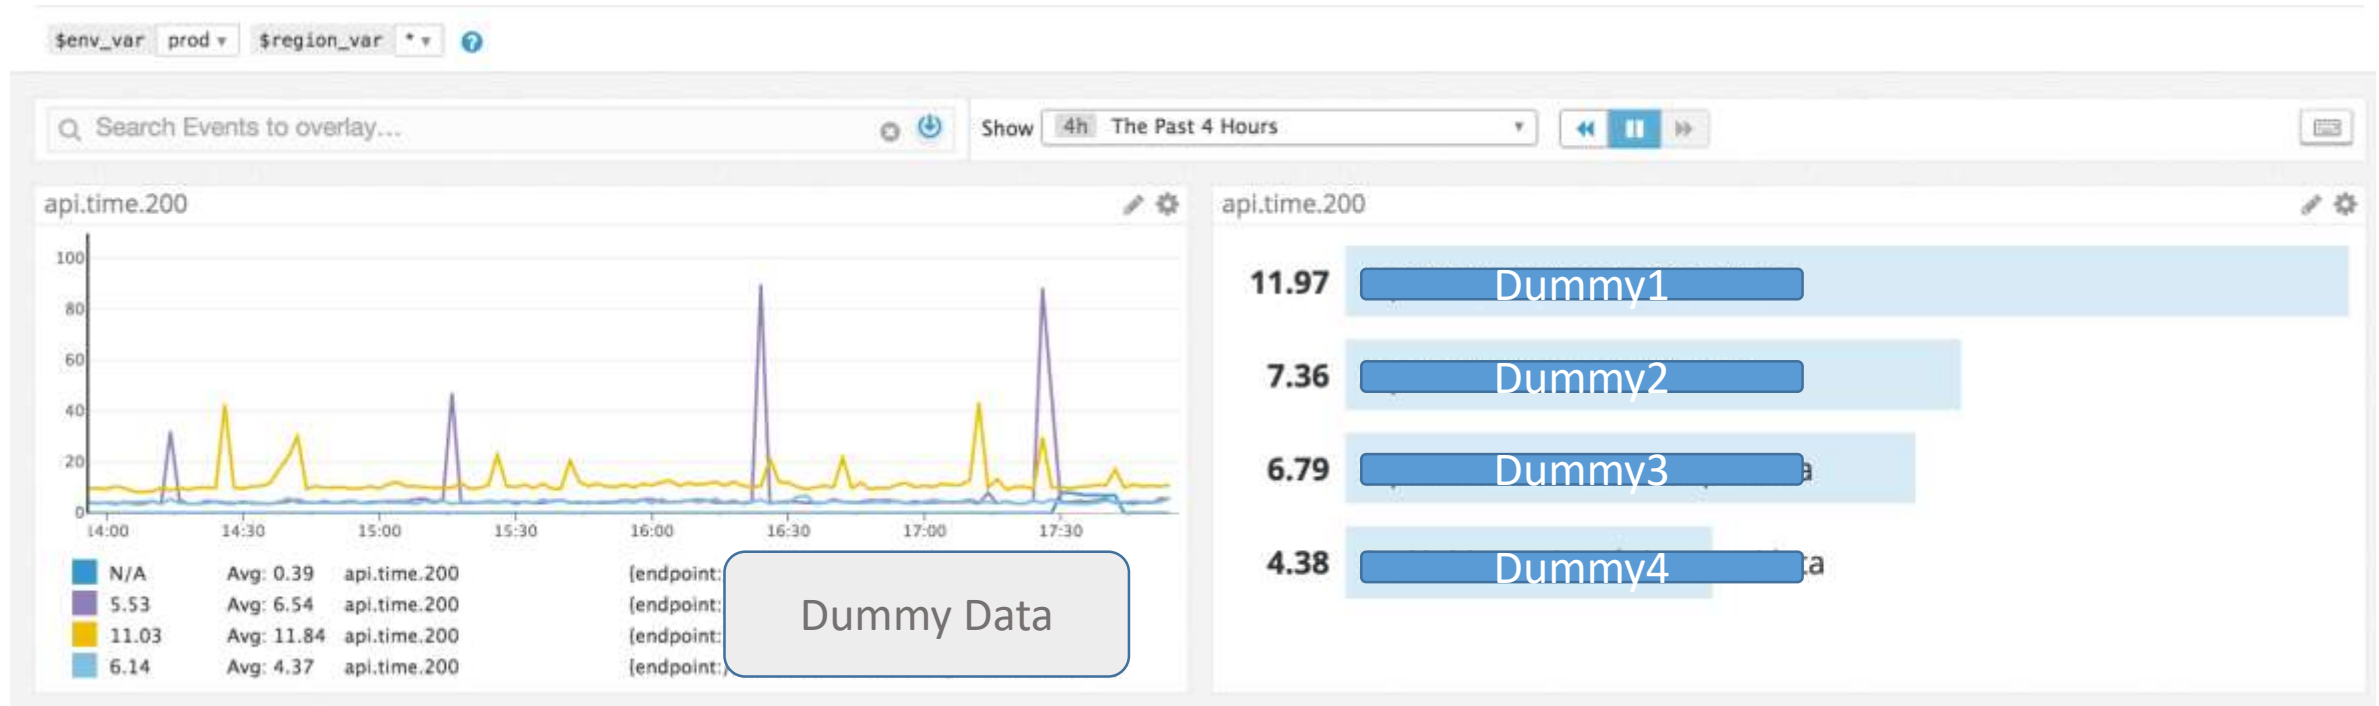 $env_var prod $region_var * ?
Search Events to overlay...
Show 4h The Past 4 Hours
api.time.200
100
80
60
40
20
0
14:00 14:30 15:00 15:30 16:00 16:30 17:00 17:30
N/A Avg: 0.39 api.time.200 {endpoint:
5.53 Avg: 6.54 api.time.200 {endpoint:
11.03 Avg: 11.84 api.time.200 {endpoint:
6.14 Avg: 4.37 api.time.200 {endpoint:
Dummy Data
api.time.200
11.97 Dummy1
7.36 Dummy2
6.79 Dummy3 a
4.38 Dummy4 ta